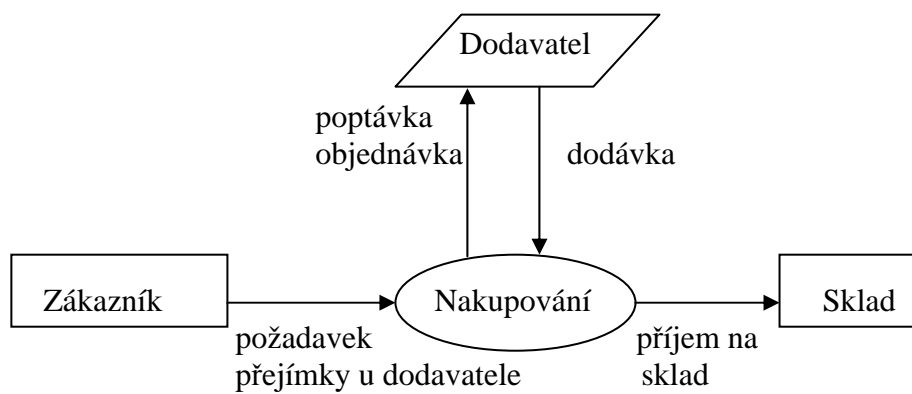 Dodavatel
poptávka
objednávka
dodávka
Zákazník
Nakupování
Sklad
požadavek
přejímky u dodavatele
příjem na
sklad